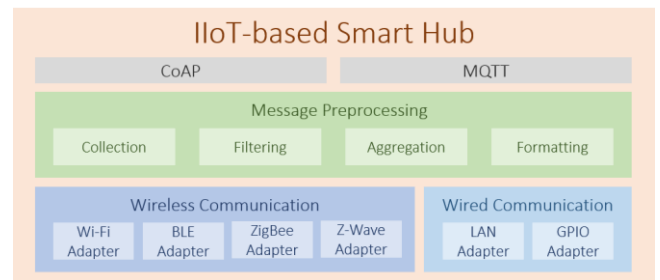 IIoT-based Smart Hub
CoAP
MQTT
Message Preprocessing
Collection
Filtering
Aggregation
Formatting
Wireless Communication
Wi-Fi
Adapter
BLE
Adapter
ZigBee
Adapter
Z-Wave
Adapter
Wired Communication
LAN
Adapter
GPIO
Adapter